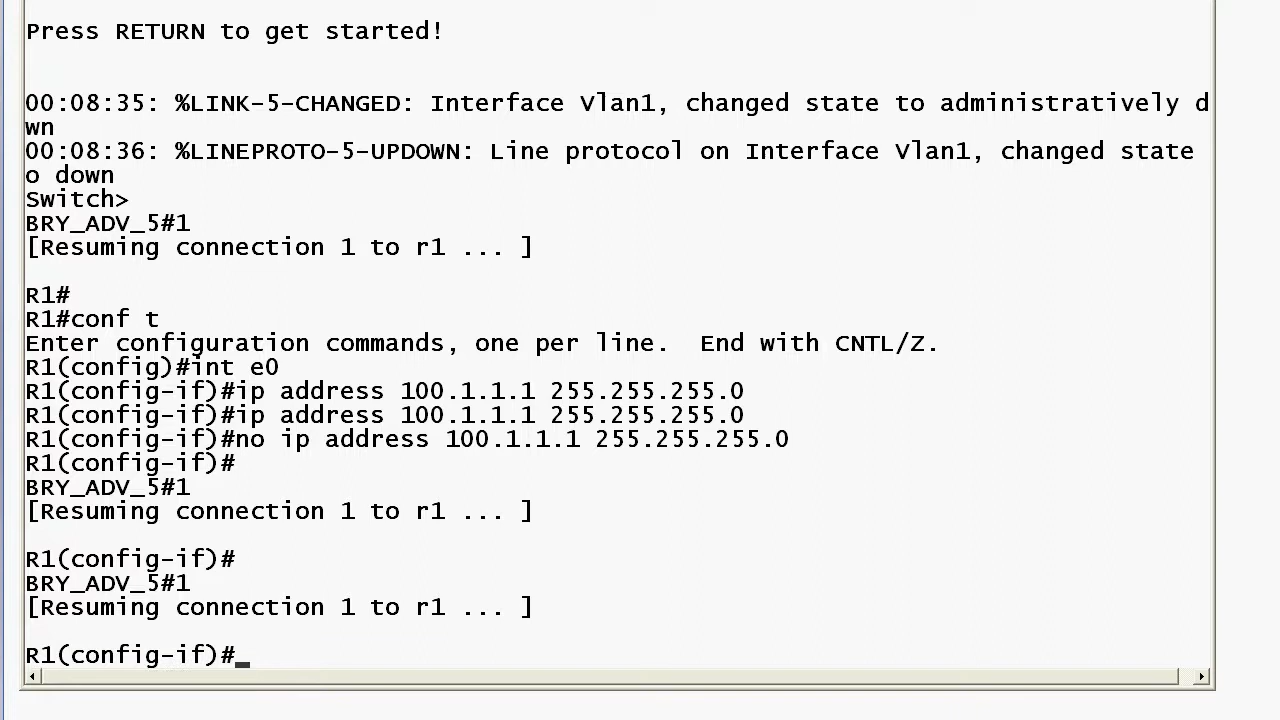 Press RETURN to get started!
00:08:35: %LINK-5-CHANGED: Interface Vlan1, changed state to administratively d
wn
00:08:36: %LINEPROTO-5-UPDOWN: Line protocol on Interface Vlan1, changed state
o down
Switch>
BRY_ADV_5#1
[Resuming connection 1 to r1 ... ]
R1#
R1#conf t
Enter configuration commands, one per line.  End with CNTL/Z.
R1(config)#int e0
R1(config-if)#ip address 100.1.1.1 255.255.255.0
R1(config-if)#ip address 100.1.1.1 255.255.255.0
R1(config-if)#no ip address 100.1.1.1 255.255.255.0
R1(config-if)#
BRY_ADV_5#1
[Resuming connection 1 to r1 ... ]
R1(config-if)#
BRY_ADV_5#1
[Resuming connection 1 to r1 ... ]
R1(config-if)#_